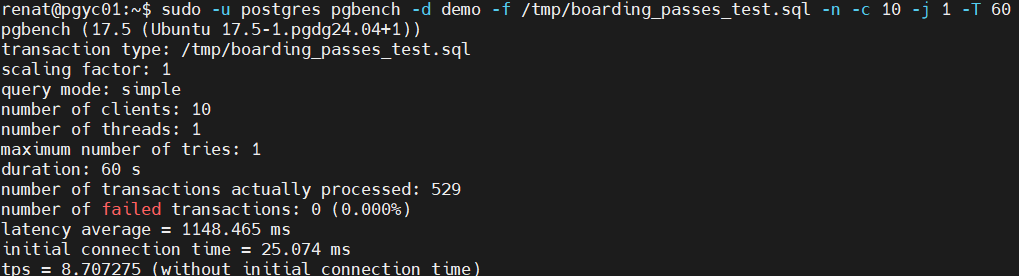 renat@pgyc01:~$ sudo -u postgres pgbench -d demo -f /tmp/boarding_passes_test.sql -n -c 10 -j 1 -T 60
pgbench (17.5 (Ubuntu 17.5-1.pgdg24.04+1))
transaction type: /tmp/boarding_passes_test.sql
scaling factor: 1
query mode: simple
number of clients: 10
number of threads: 1
maximum number of tries: 1
duration: 60 s
number of transactions actually processed: 529
number of failed transactions: 0 (0.000%)
latency average = 1148.465 ms
initial connection time = 25.074 ms
tps = 8.707275 (without initial connection time)